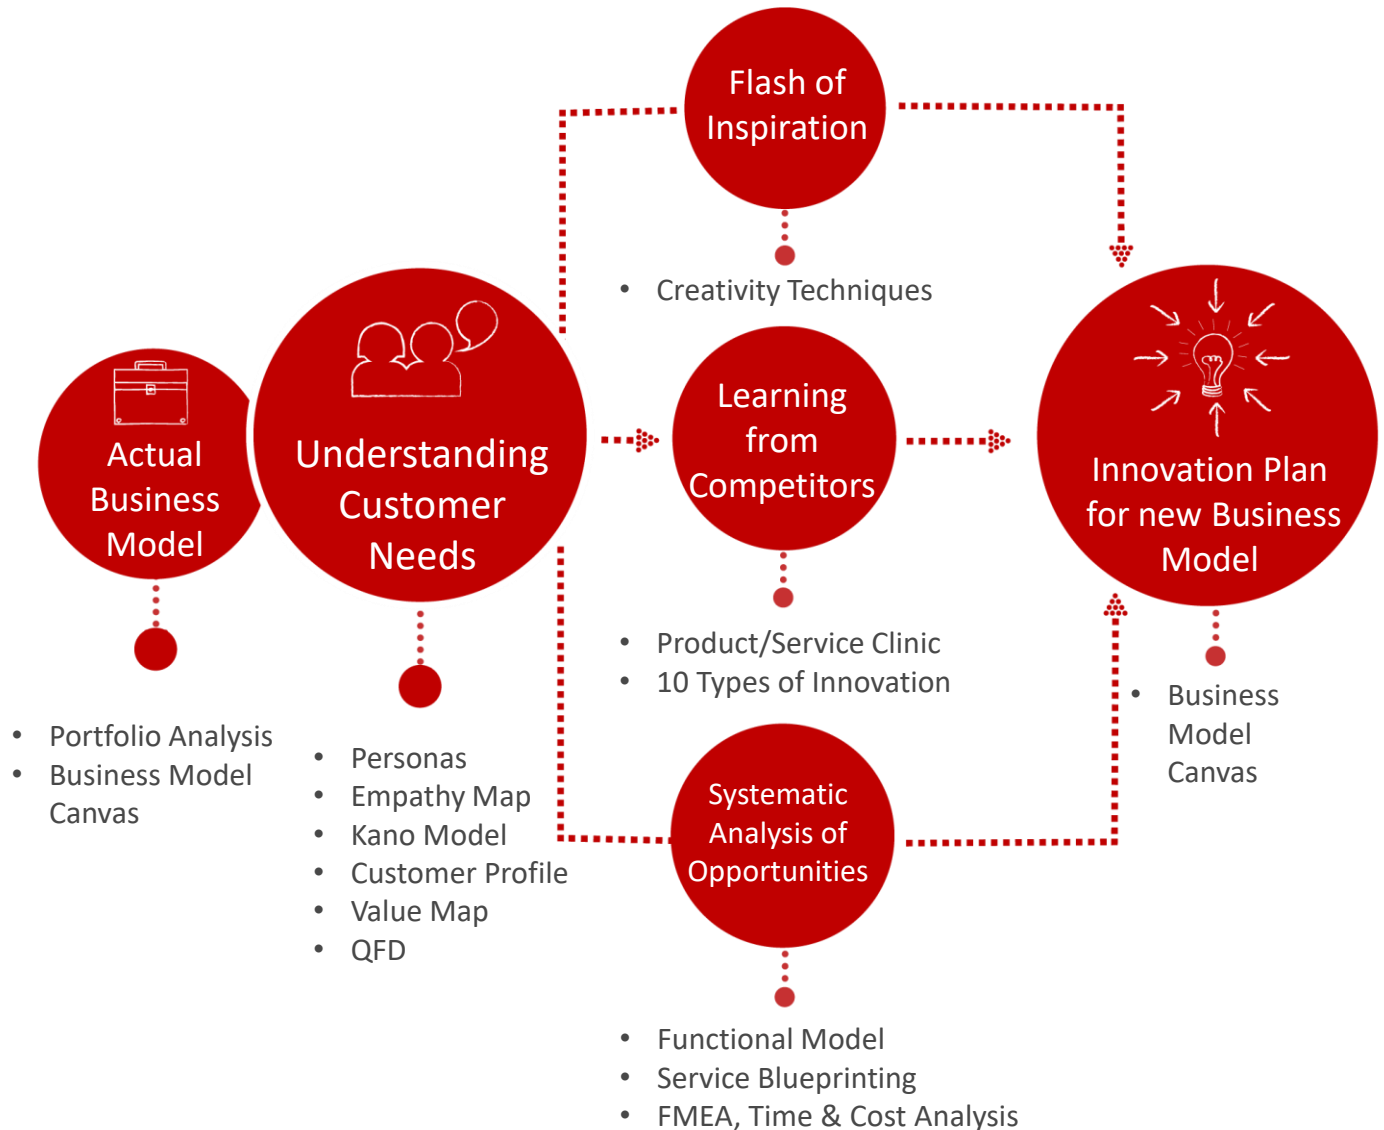 Flash of
Inspiration
• Creativity Techniques
Actual
Business
Model
Understanding
Customer
Needs
Learning
from
Competitors
Innovation Plan
for new Business
Model
• Product/Service Clinic
• 10 Types of Innovation
• Portfolio Analysis
• Business Model
Canvas
• Personas
• Empathy Map
• Kano Model
• Customer Profile
• Value Map
• QFD
Systematic
Analysis of
Opportunities
• Business
Model
Canvas
• Functional Model
• Service Blueprinting
• FMEA, Time & Cost Analysis